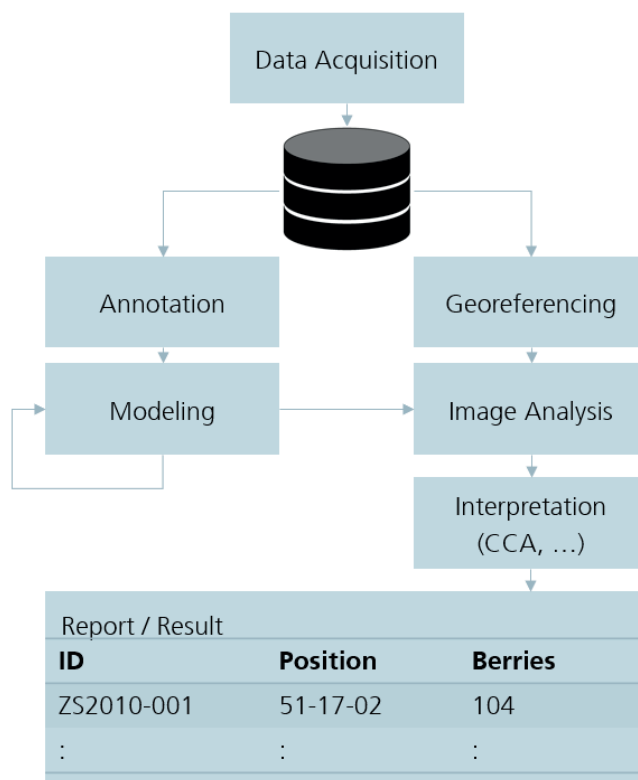 Data Acquisition
Annotation
Georeferencing
Modeling
Image Analysis
Interpretation
(CCA, ...)
Report / Result
ID Position Berries
ZS2010-001 51-17-02 104
: : :